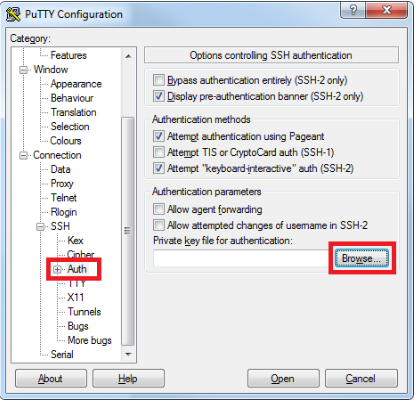 PuTTY Configuration
Category:
Features
Window
Appearance
Behaviour
Translation
Selection
Colours
Connection
Data
Proxy
Telnet
Rlogin
SSH
Kex
Cipher
Auth
TTY
X11
Tunnels
Bugs
More bugs
Serial
Options controlling SSH authentication
Bypass authentication entirely (SSH-2 only)
Display pre-authentication banner (SSH-2 only)
Authentication methods
Attempt authentication using Pageant
Attempt TIS or CryptoCard auth (SSH-1)
Attempt "keyboard-interactive" auth (SSH-2)
Authentication parameters
Allow agent forwarding
Allow attempted changes of username in SSH-2
Private key file for authentication:
Browse...
About
Help
Open
Cancel